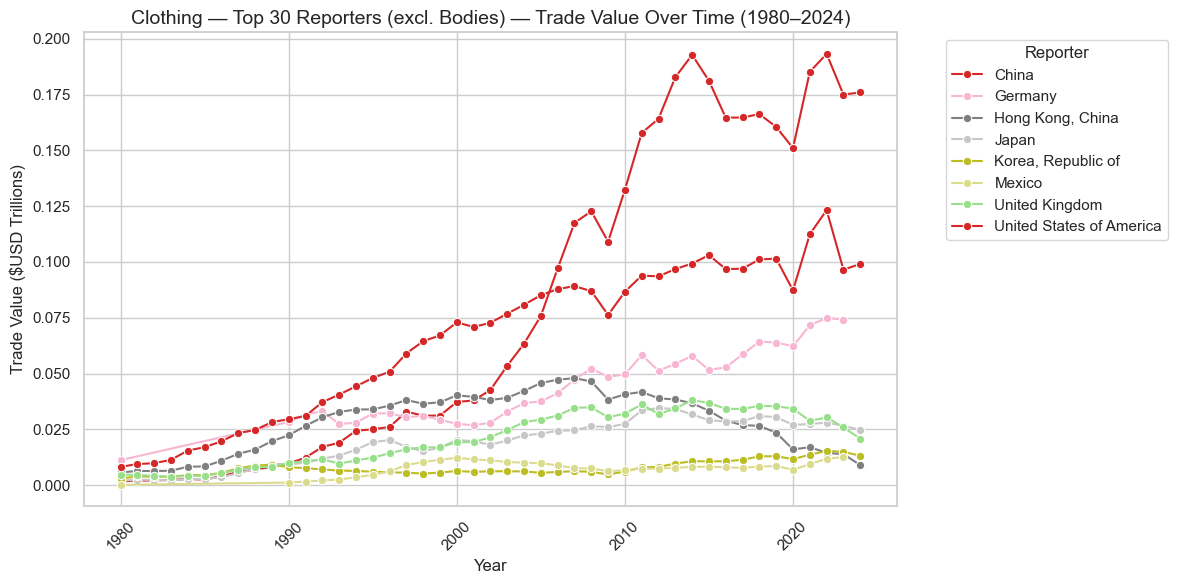 Clothing — Top 30 Reporters (excl. Bodies) — Trade Value Over Time (1980–2024)
Trade Value ($USD Trillions)
0.200
0.175
0.150
0.125
0.100
0.075
0.050
0.025
0.000
1980
1990
2000
2010
2020
Year
Reporter
China
Germany
Hong Kong, China
Japan
Korea, Republic of
Mexico
United Kingdom
United States of America